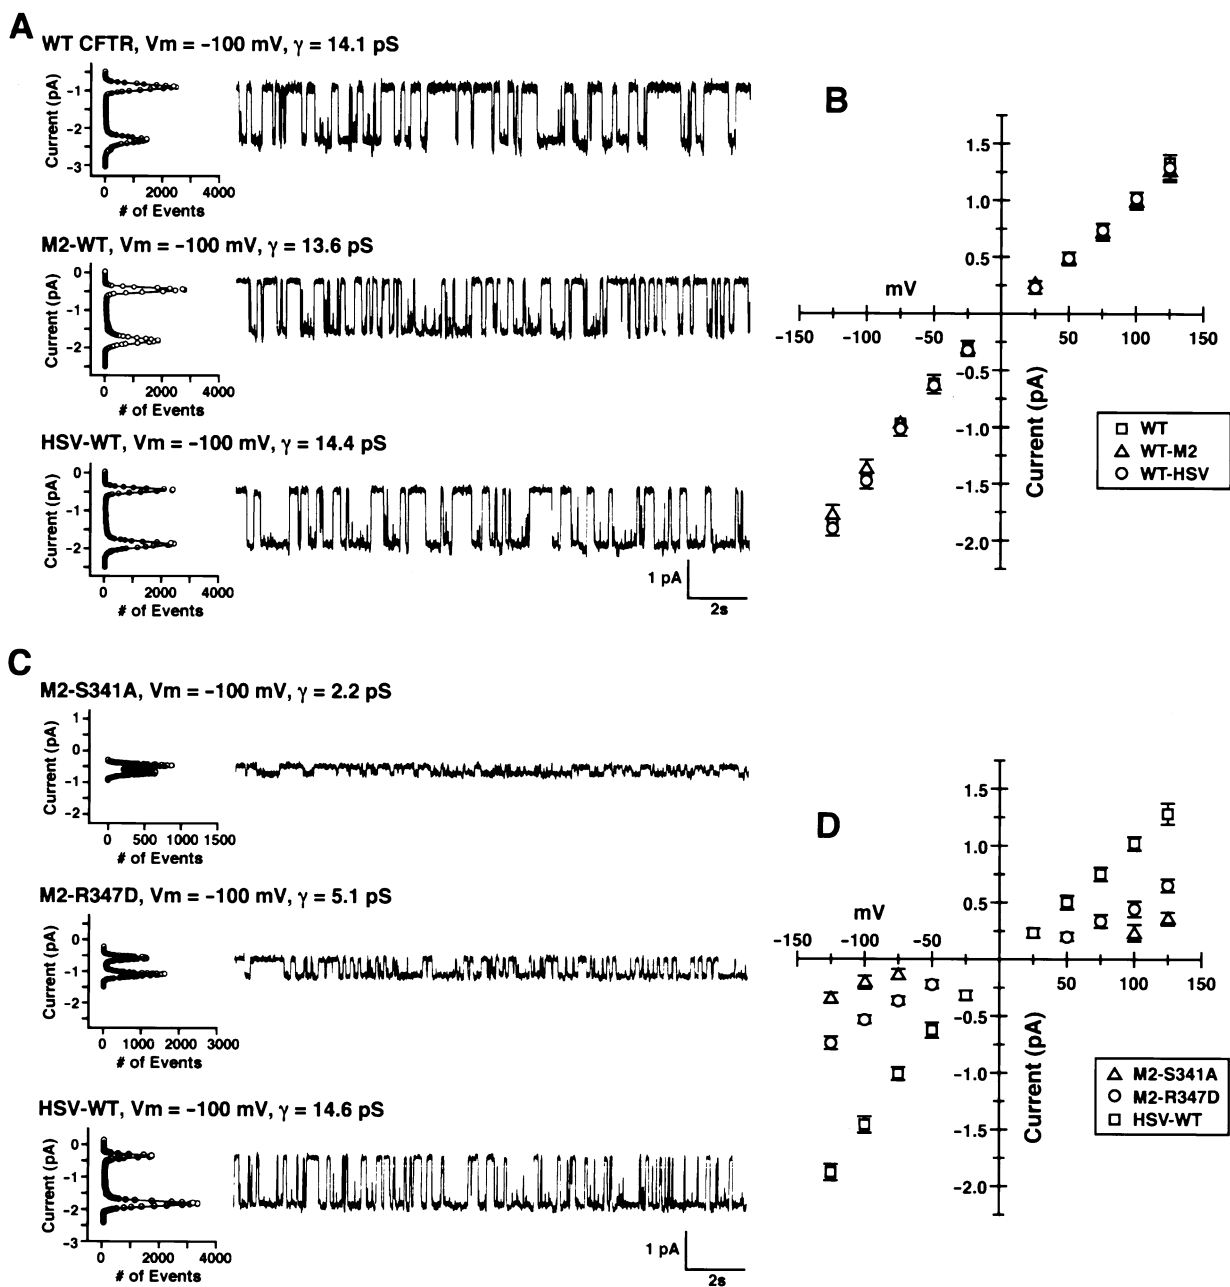 A
WT CFTR, Vm = -100 mV, γ = 14.1 pS
Current (pA)
-1
-2
-3
0 2000 4000
# of Events
M2-WT, Vm = -100 mV, γ = 13.6 pS
Current (pA)
0
-1
-2
0 2000 4000
# of Events
HSV-WT, Vm = -100 mV, γ = 14.4 pS
Current (pA)
0
-1
-2
0 2000 4000
# of Events
1 pA
2s
B
1.5
1.0
0.5
mV
-150 -100 -50
50 100 150
-0.5
-1.0
-1.5
-2.0
Current (pA)
WT
WT-M2
WT-HSV
C
M2-S341A, Vm = -100 mV, γ = 2.2 pS
Current (pA)
1
0
-1
-2
0 500 1000 1500
# of Events
M2-R347D, Vm = -100 mV, γ = 5.1 pS
Current (pA)
0
-1
-2
0 1000 2000 3000
# of Events
HSV-WT, Vm = -100 mV, γ = 14.6 pS
Current (pA)
0
-1
-2
-3
0 2000 4000
# of Events
1 pA
2s
D
1.5
1.0
0.5
mV
-150 -100 -50
50 100 150
-0.5
-1.0
-1.5
-2.0
Current (pA)
M2-S341A
M2-R347D
HSV-WT